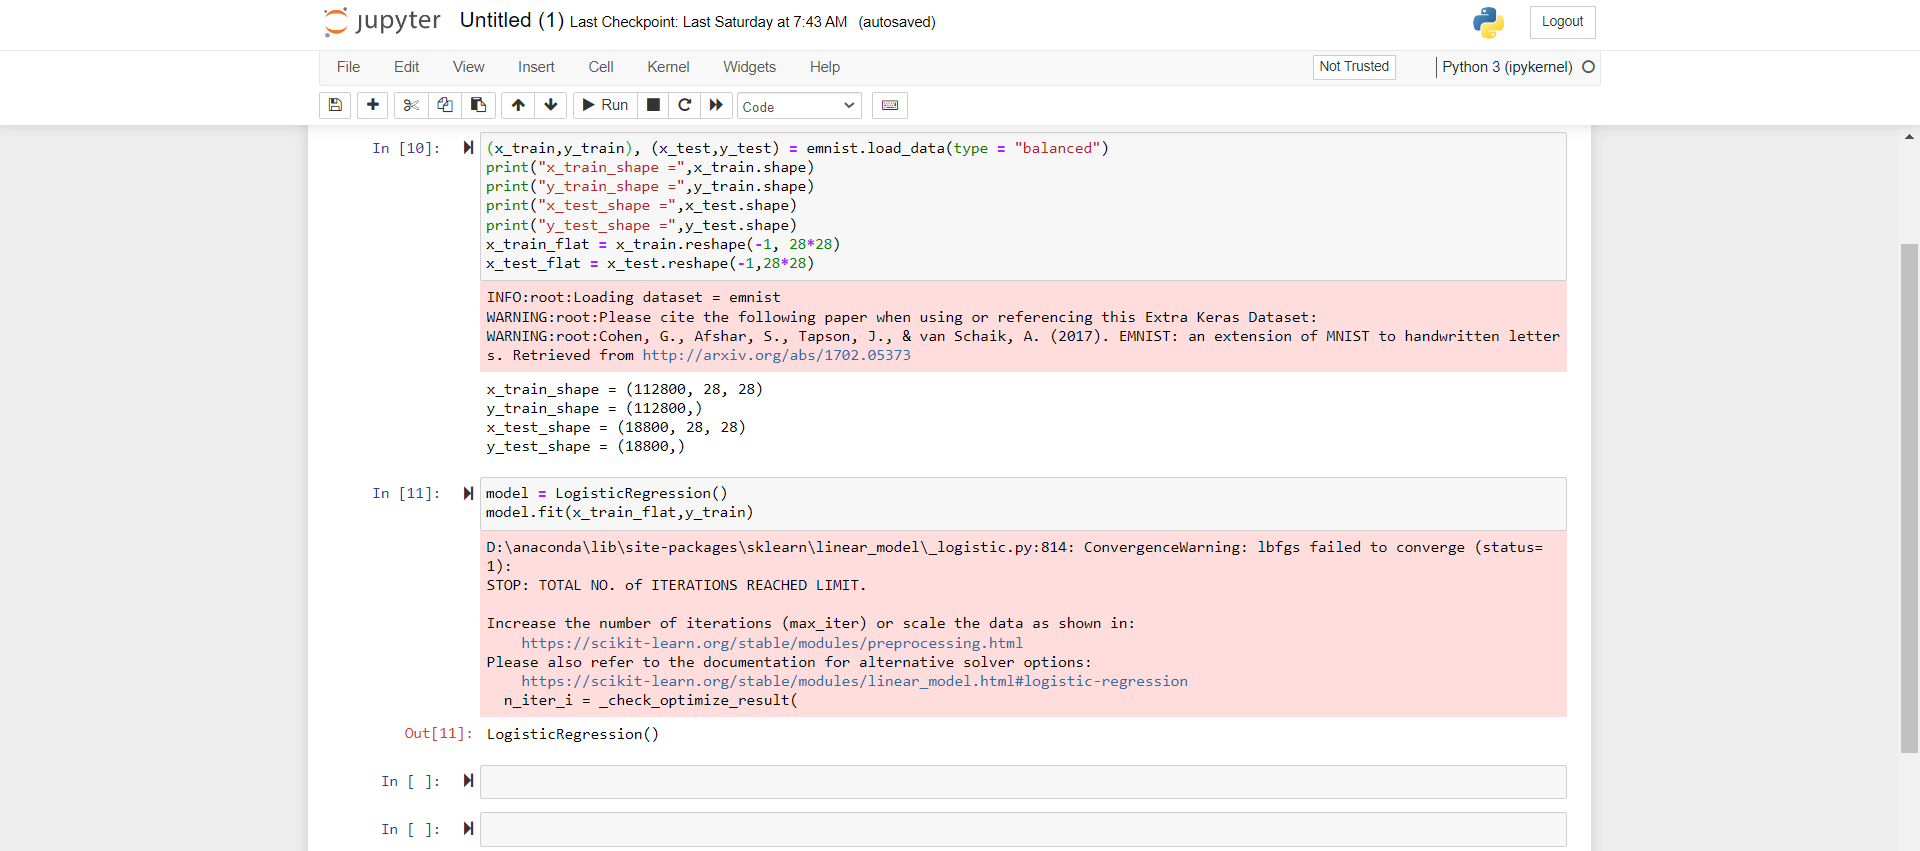 jupyter Untitled (1) Last Checkpoint: Last Saturday at 7:43 AM (autosaved) Logout
File Edit View Insert Cell Kernel Widgets Help Not Trusted Python 3 (ipykernel)
Run Code
In [10]: (x_train,y_train), (x_test,y_test) = emnist.load_data(type = "balanced")
print("x_train_shape =",x_train.shape)
print("y_train_shape =",y_train.shape)
print("x_test_shape =",x_test.shape)
print("y_test_shape =",y_test.shape)
x_train_flat = x_train.reshape(-1, 28*28)
x_test_flat = x_test.reshape(-1,28*28)
INFO:root:Loading dataset = emnist
WARNING:root:Please cite the following paper when using or referencing this Extra Keras Dataset:
WARNING:root:Cohen, G., Afshar, S., Tapson, J., & van Schaik, A. (2017). EMNIST: an extension of MNIST to handwritten letter
s. Retrieved from http://arxiv.org/abs/1702.05373
x_train_shape = (112800, 28, 28)
y_train_shape = (112800,)
x_test_shape = (18800, 28, 28)
y_test_shape = (18800,)
In [11]: model = LogisticRegression()
model.fit(x_train_flat,y_train)
D:\anaconda\lib\site-packages\sklearn\linear_model\_logistic.py:814: ConvergenceWarning: lbfgs failed to converge (status=
1):
STOP: TOTAL NO. of ITERATIONS REACHED LIMIT.
Increase the number of iterations (max_iter) or scale the data as shown in:
https://scikit-learn.org/stable/modules/preprocessing.html
Please also refer to the documentation for alternative solver options:
https://scikit-learn.org/stable/modules/linear_model.html#logistic-regression
n_iter_i = _check_optimize_result(
Out[11]: LogisticRegression()
In [ ]:
In [ ]: